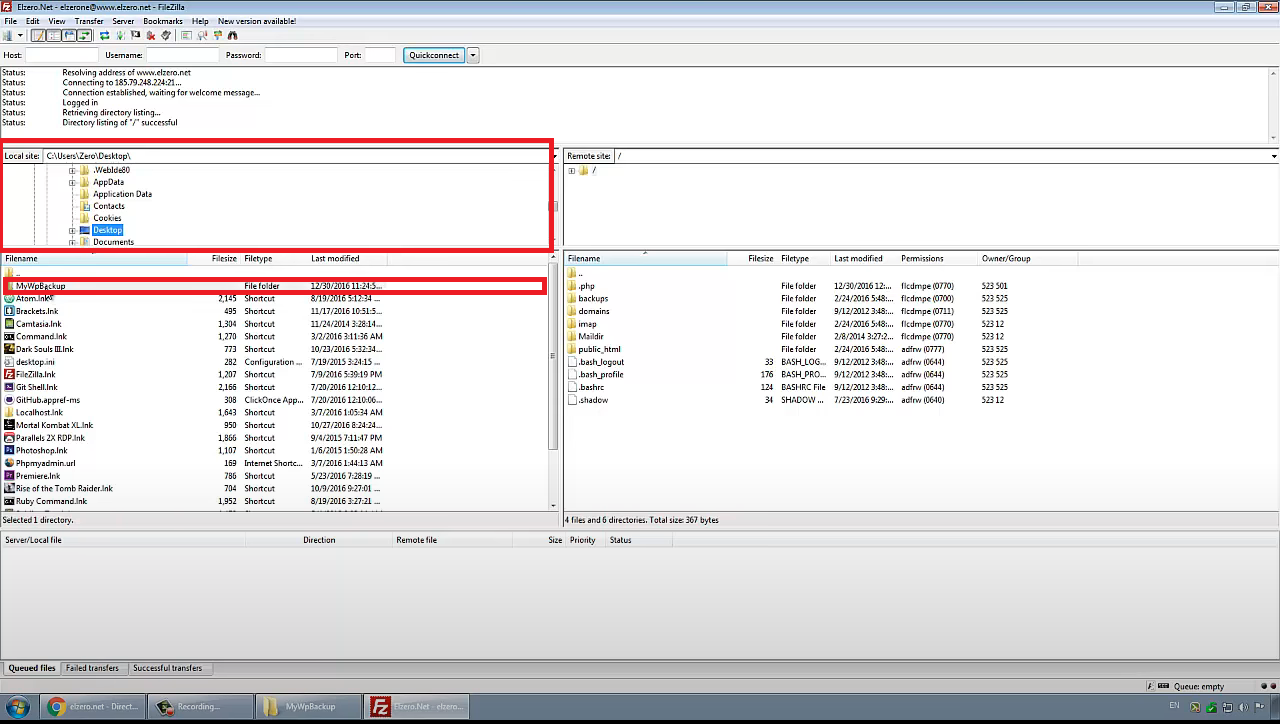 Elzero.Net - elzerone@www.elzero.net - FileZilla
File Edit View Transfer Server Bookmarks Help New version available!
Host: Username: Password: Port: Quickconnect
Status: Resolving address of www.elzero.net
Status: Connecting to 185.79.248.224:21...
Status: Connection established, waiting for welcome message...
Status: Logged in
Status: Retrieving directory listing...
Status: Directory listing of "/" successful
Local site: C:\Users\Zero\Desktop\
.WebIde80
AppData
Application Data
Contacts
Cookies
Desktop
Documents
Remote site: /
/
Filename Filesize Filetype Last modified
..
MyWpBackup File folder 12/30/2016 11:24:5...
Atom.lnk 2,145 Shortcut 8/19/2016 5:12:34 ...
Brackets.lnk 495 Shortcut 11/17/2016 10:51:5...
Camtasia.lnk 1,304 Shortcut 11/24/2014 3:28:14...
Command.lnk 1,270 Shortcut 3/2/2016 3:11:36 AM
Dark Souls III.lnk 773 Shortcut 10/23/2016 5:32:34...
desktop.ini 282 Configuration ... 7/19/2015 3:24:15 ...
FileZilla.lnk 1,207 Shortcut 7/9/2016 5:39:19 PM
Git Shell.lnk 2,166 Shortcut 7/20/2016 12:10:12...
GitHub.appref-ms 308 ClickOnce App... 7/20/2016 12:10:06...
Localhost.lnk 1,643 Shortcut 3/7/2016 1:05:34 AM
Mortal Kombat XL.lnk 950 Shortcut 10/27/2016 8:24:24...
Parallels 2X RDP.lnk 1,866 Shortcut 9/4/2015 7:11:47 PM
Photoshop.lnk 1,107 Shortcut 1/6/2015 1:50:28 AM
Phpmyadmin.url 169 Internet Shortc... 3/7/2016 1:44:13 AM
Premiere.lnk 786 Shortcut 5/23/2016 7:28:19 ...
Rise of the Tomb Raider.lnk 704 Shortcut 10/9/2016 9:27:01...
Ruby Command.lnk 1,952 Shortcut 8/19/2016 3:27:21 ...
Selected 1 directory.
Filename Filesize Filetype Last modified Permissions Owner/Group
..
.php File folder 12/30/2016 12:... flcdmpe (0770) 523 501
backups File folder 2/24/2016 5:48:... flcdmpe (0700) 523 525
domains File folder 9/12/2012 3:48:... flcdmpe (0711) 523 525
imap File folder 2/24/2016 5:48:... flcdmpe (0770) 523 12
Maildir File folder 2/8/2014 3:27:2... flcdmpe (0770) 523 12
public_html File folder 2/24/2016 5:48:... adfrw (0777) 523 525
.bash_logout 33 BASH_LOG... 9/12/2012 3:48:... adfrw (0644) 523 525
.bash_profile 176 BASH_PRO... 9/12/2012 3:48:... adfrw (0644) 523 525
.bashrc 124 BASHRC File 9/12/2012 3:48:... adfrw (0644) 523 525
.shadow 34 SHADOW ... 7/23/2016 9:29:... adfrw (0640) 523 12
4 files and 6 directories. Total size: 367 bytes
Server/Local file Direction Remote file Size Priority Status
Queued files Failed transfers Successful transfers
Queue: empty
elzero.net - Direct... Recording... MyWpBackup Elzero.Net - elzero... EN